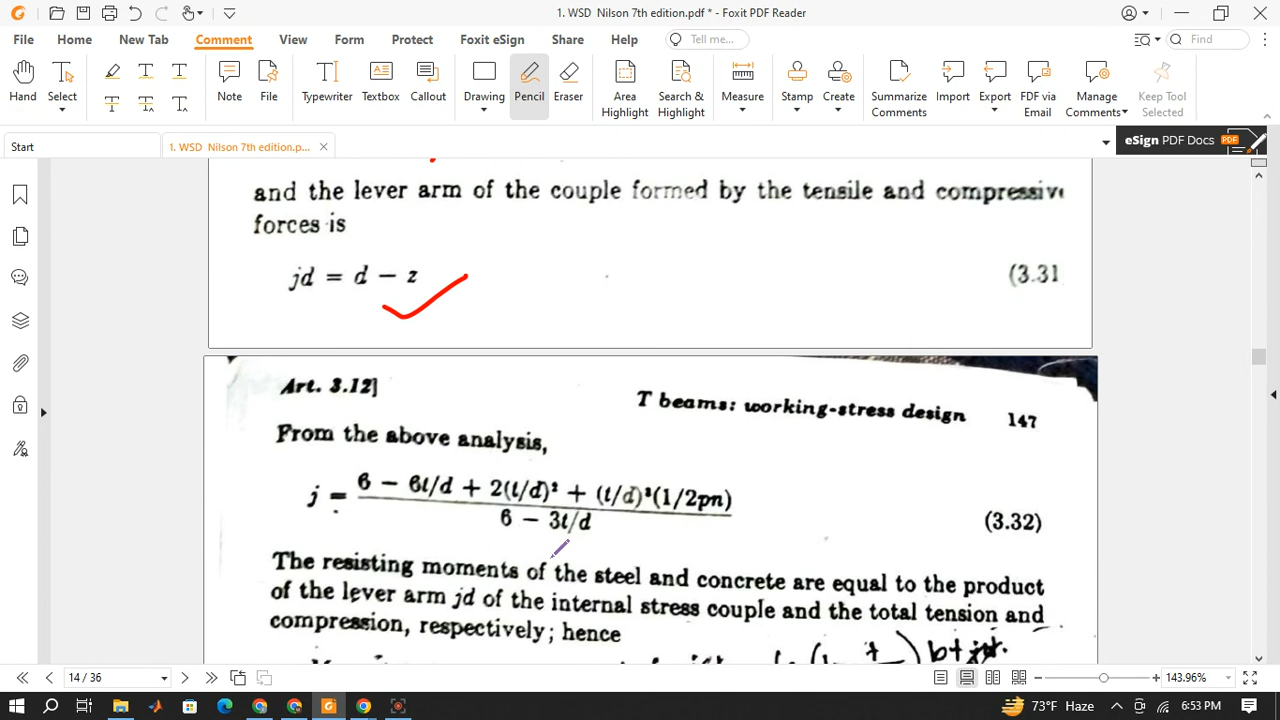 1. WSD Nilson 7th edition.pdf * - Foxit PDF Reader
File Home New Tab Comment View Form Protect Foxit eSign Share Help Tell me... Find
Hand Select Note File Typewriter Textbox Callout Drawing Pencil Eraser Area Highlight Search & Highlight Measure Stamp Create Summarize Comments Import Export FDF via Email Manage Comments Keep Tool Selected
Start 1. WSD Nilson 7th edition.p... eSign PDF Docs PDF
and the lever arm of the couple formed by the tensile and compressive
forces is
jd = d − z (3.31
Art. 3.12] T beams: working-stress design 147
From the above analysis,
j = 6 − 6t/d + 2(t/d)² + (t/d)³(1/2pn)
6 − 3t/d (3.32)
The resisting moments of the steel and concrete are equal to the product
of the lever arm jd of the internal stress couple and the total tension and
compression, respectively; hence
14 / 36 143.96%
73°F Haze 6:53 PM